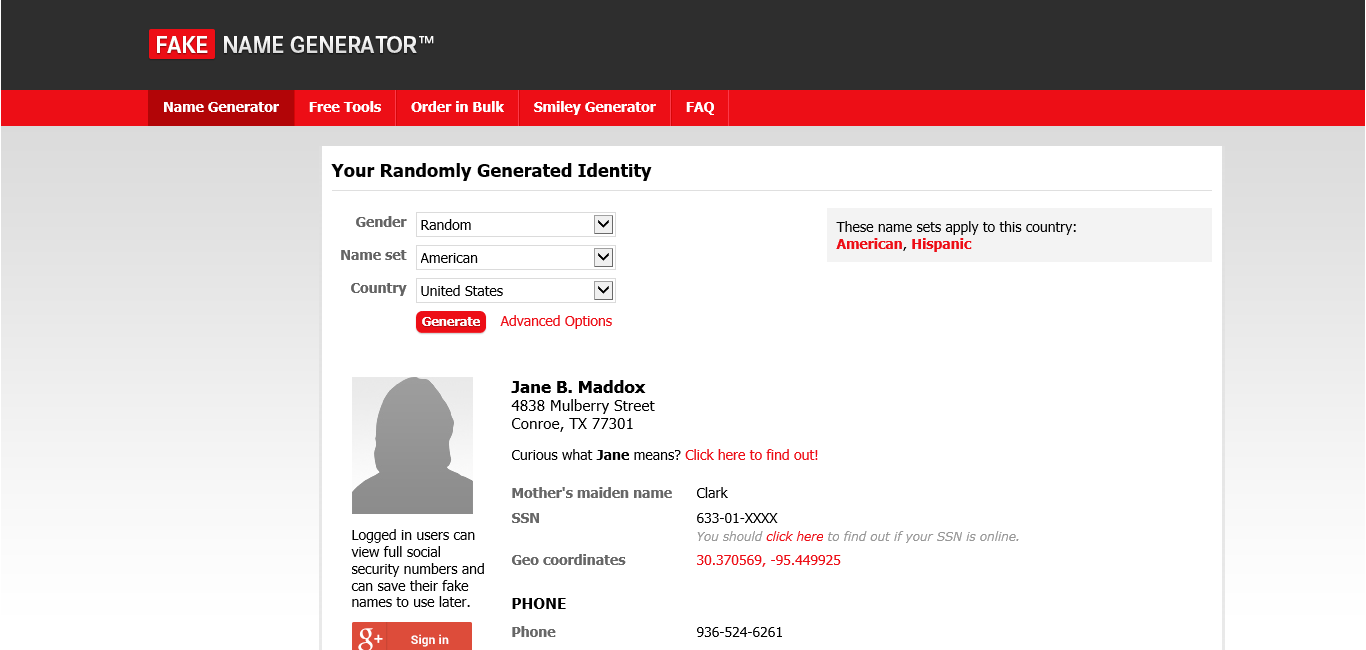 FAKE NAME GENERATOR™
Name Generator Free Tools Order in Bulk Smiley Generator FAQ
Your Randomly Generated Identity
Gender Random
Name set American
Country United States
Generate Advanced Options
These name sets apply to this country:
American, Hispanic
Jane B. Maddox
4838 Mulberry Street
Conroe, TX 77301
Curious what Jane means? Click here to find out!
Mother's maiden name Clark
SSN 633-01-XXXX
You should click here to find out if your SSN is online.
Geo coordinates 30.370569, -95.449925
PHONE
Phone 936-524-6261
Logged in users can
view full social
security numbers and
can save their fake
names to use later.
g+ Sign in